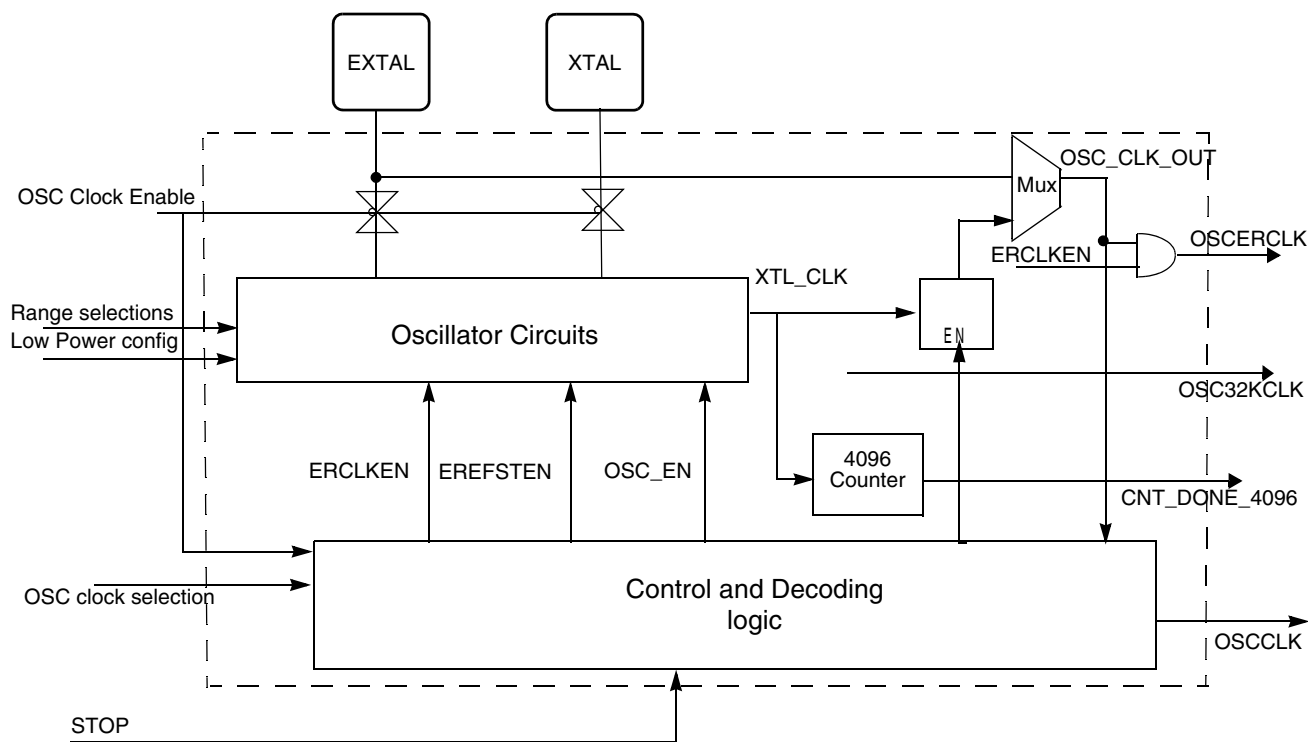 EXTAL
XTAL
OSC_CLK_OUT
Mux
OSC Clock Enable
OSCERCLK
ERCLKEN
XTL_CLK
Range selections
Low Power config
Oscillator Circuits
EN
OSC32KCLK
ERCLKEN
EREFSTEN
OSC_EN
4096
Counter
CNT_DONE_4096
OSC clock selection
Control and Decoding
logic
OSCCLK
STOP